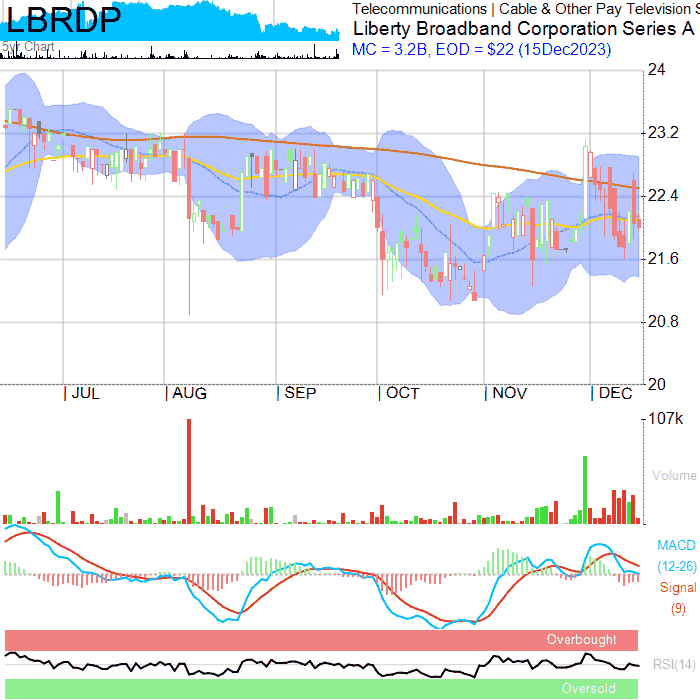 LBRDP
5yr Chart
Telecommunications | Cable & Other Pay Television S
Liberty Broadband Corporation Series A
MC = 3.2B, EOD = $22 (15Dec2023)
24
23.2
22.4
21.6
20.8
20
| JUL | AUG | SEP | OCT | NOV | DEC
107k
Volume
MACD
(12-26)
Signal
(9)
Overbought
RSI(14)
Oversold